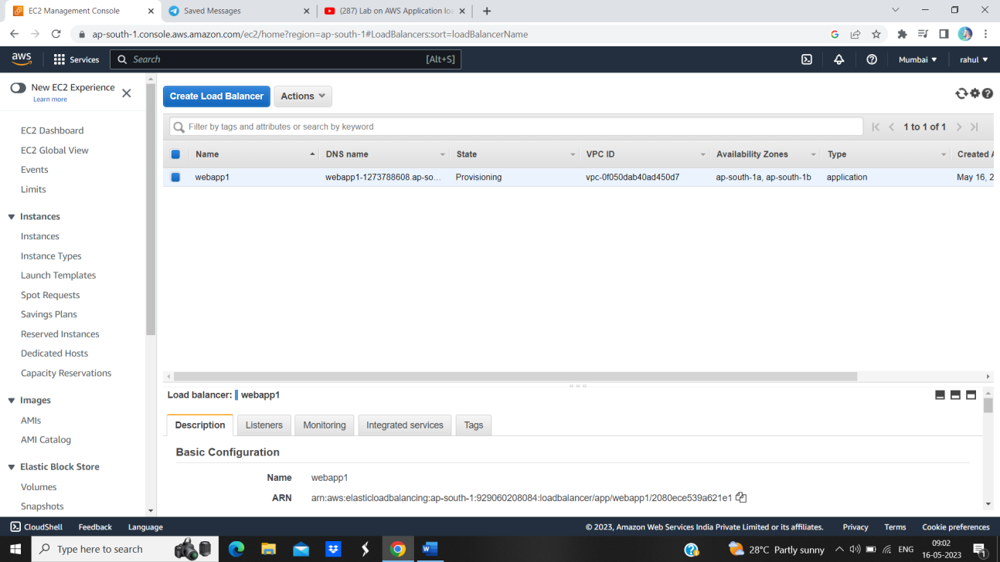 EC2 Management Console
Saved Messages
(287) Lab on AWS Application loa
ap-south-1.console.aws.amazon.com/ec2/home?region=ap-south-1#LoadBalancers:sort=loadBalancerName
aws
Services
Search
[Alt+S]
Mumbai
rahul
New EC2 Experience
Learn more
EC2 Dashboard
EC2 Global View
Events
Limits
Instances
Instances
Instance Types
Launch Templates
Spot Requests
Savings Plans
Reserved Instances
Dedicated Hosts
Capacity Reservations
Images
AMIs
AMI Catalog
Elastic Block Store
Volumes
Snapshots
Create Load Balancer
Actions
Filter by tags and attributes or search by keyword
1 to 1 of 1
Name DNS name State VPC ID Availability Zones Type Created A
webapp1 webapp1-1273788608.ap-so... Provisioning vpc-0f050dab40ad450d7 ap-south-1a, ap-south-1b application May 16, 2
Load balancer: webapp1
Description Listeners Monitoring Integrated services Tags
Basic Configuration
Name webapp1
ARN arn:aws:elasticloadbalancing:ap-south-1:929060208084:loadbalancer/app/webapp1/2080ece539a621e1
CloudShell Feedback Language © 2023, Amazon Web Services India Private Limited or its affiliates. Privacy Terms Cookie preferences
Type here to search
28°C Partly sunny
ENG
09:02
16-05-2023
1